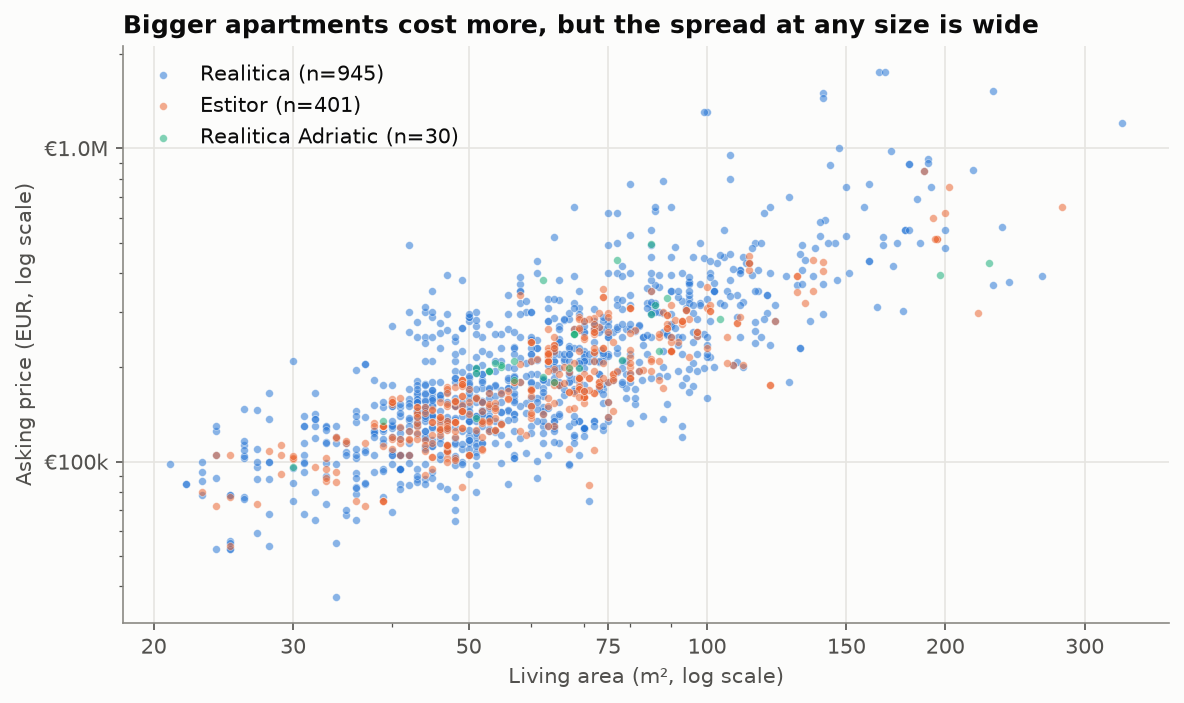 Bigger apartments cost more, but the spread at any size is wide
Realitica (n=945)
Estitor (n=401)
Realitica Adriatic (n=30)
€1.0M
€100k
Asking price (EUR, log scale)
20 30 50 75 100 150 200 300
Living area (m², log scale)